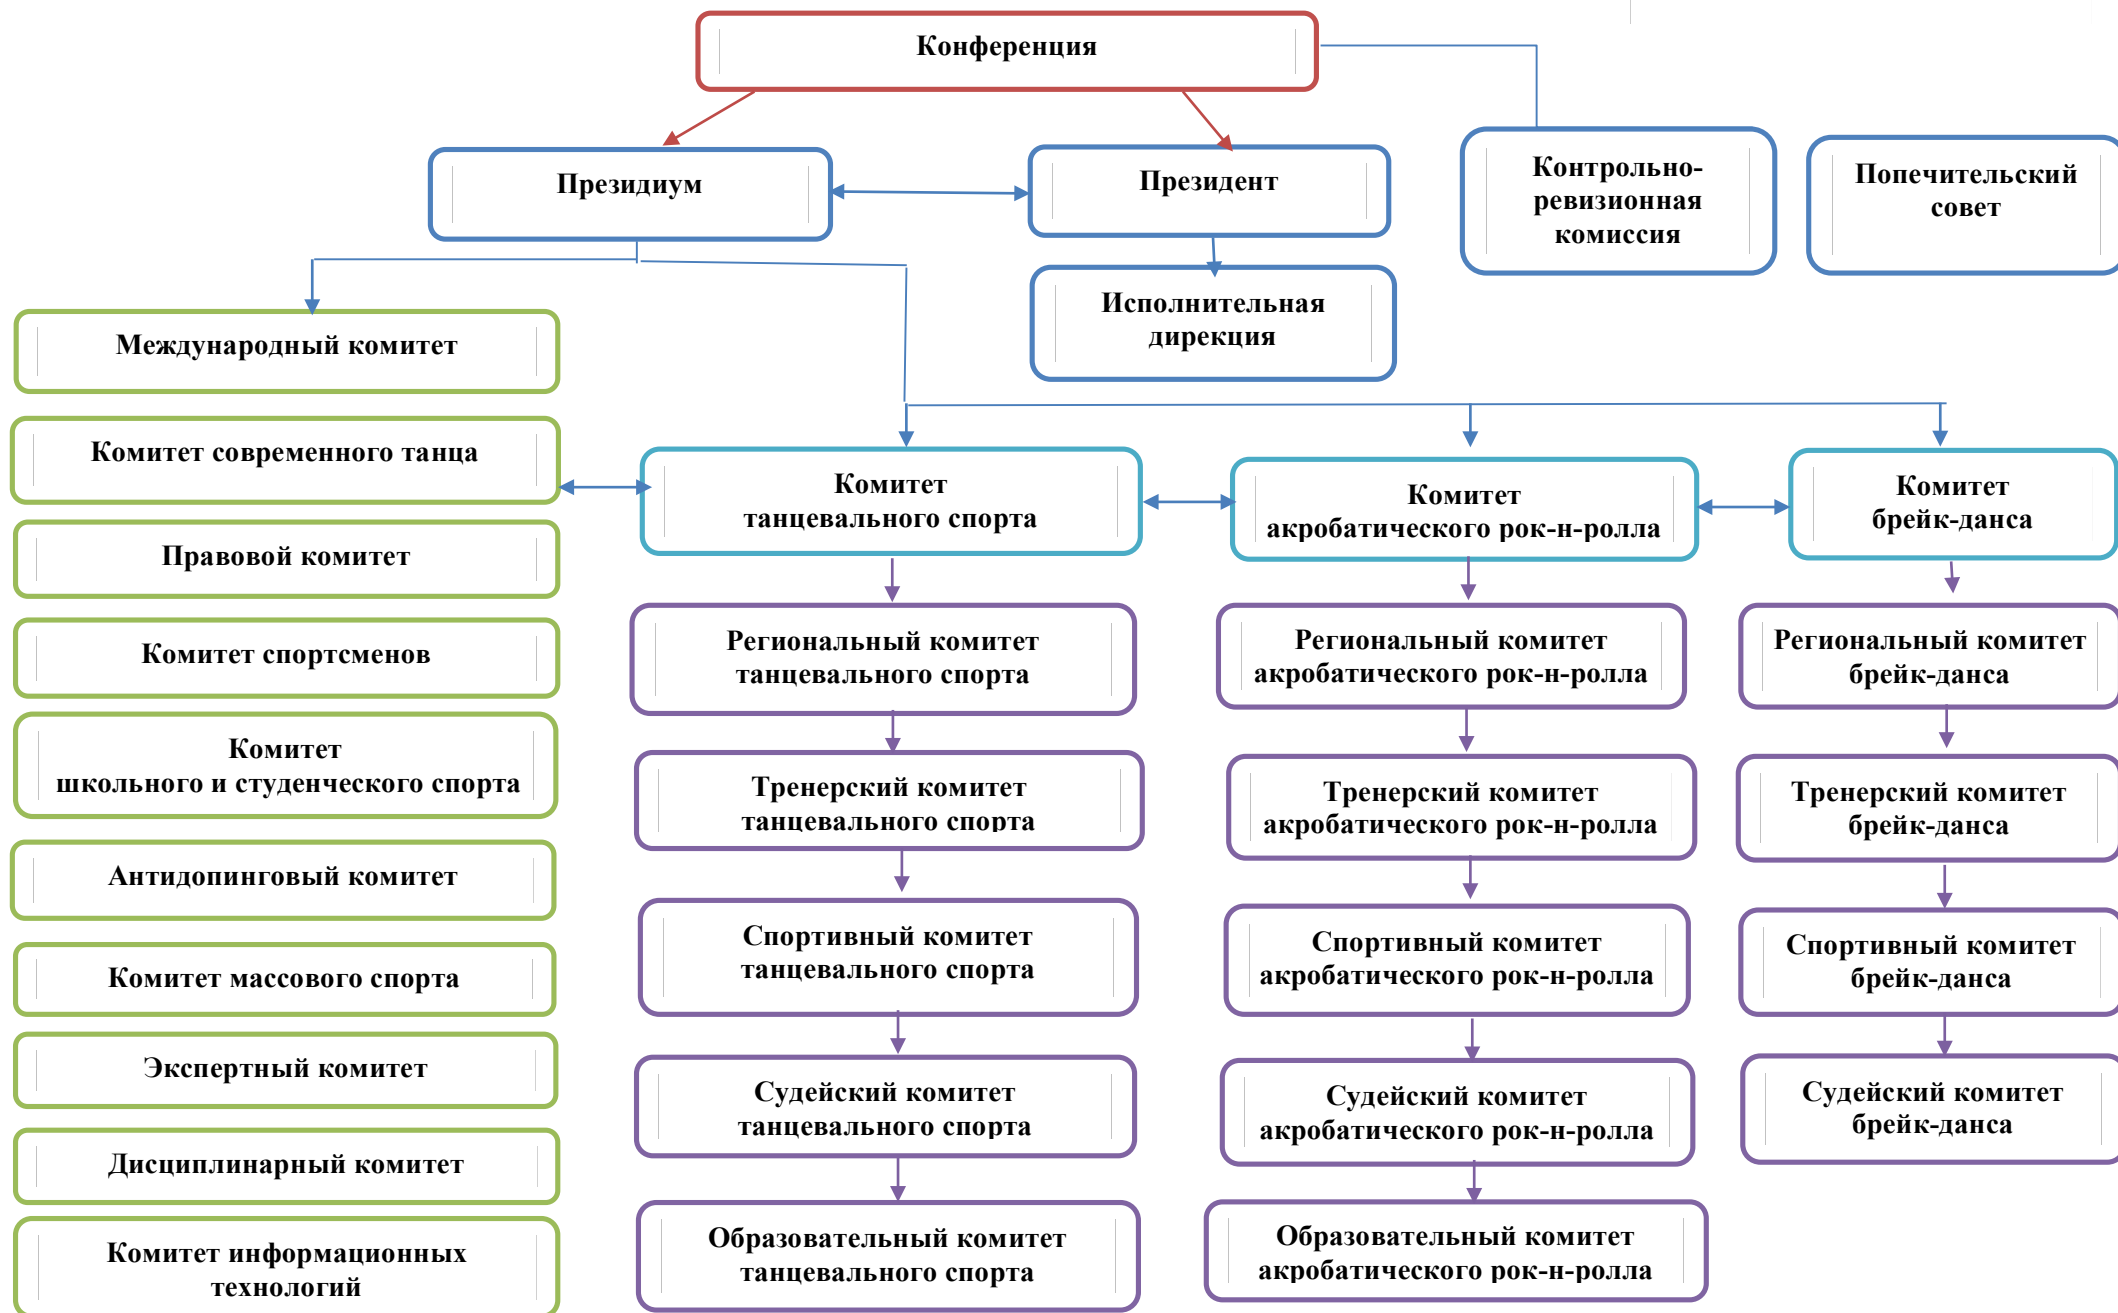 Конференция
Президиум
Президент
Контрольно-
ревизионная
комиссия
Попечительский
совет
Исполнительная
дирекция
Международный комитет
Комитет современного танца
Правовой комитет
Комитет спортсменов
Комитет
школьного и студенческого спорта
Антидопинговый комитет
Комитет массового спорта
Экспертный комитет
Дисциплинарный комитет
Комитет информационных
технологий
Комитет
танцевального спорта
Региональный комитет
танцевального спорта
Тренерский комитет
танцевального спорта
Спортивный комитет
танцевального спорта
Судейский комитет
танцевального спорта
Образовательный комитет
танцевального спорта
Комитет
акробатического рок-н-ролла
Региональный комитет
акробатического рок-н-ролла
Тренерский комитет
акробатического рок-н-ролла
Спортивный комитет
акробатического рок-н-ролла
Судейский комитет
акробатического рок-н-ролла
Образовательный комитет
акробатического рок-н-ролла
Комитет
брейк-данса
Региональный комитет
брейк-данса
Тренерский комитет
брейк-данса
Спортивный комитет
брейк-данса
Судейский комитет
брейк-данса